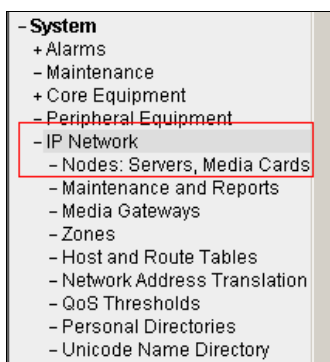 – System
+ Alarms
– Maintenance
+ Core Equipment
– Peripheral Equipment
– IP Network
– Nodes: Servers, Media Cards
– Maintenance and Reports
– Media Gateways
– Zones
– Host and Route Tables
– Network Address Translation
– QoS Thresholds
– Personal Directories
– Unicode Name Directory